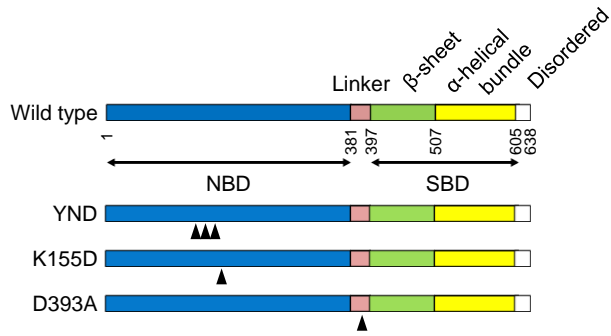 Linker
β-sheet
α-helical
bundle
Disordered
Wild type
1
381
397
507
605
638
NBD
SBD
YND
K155D
D393A